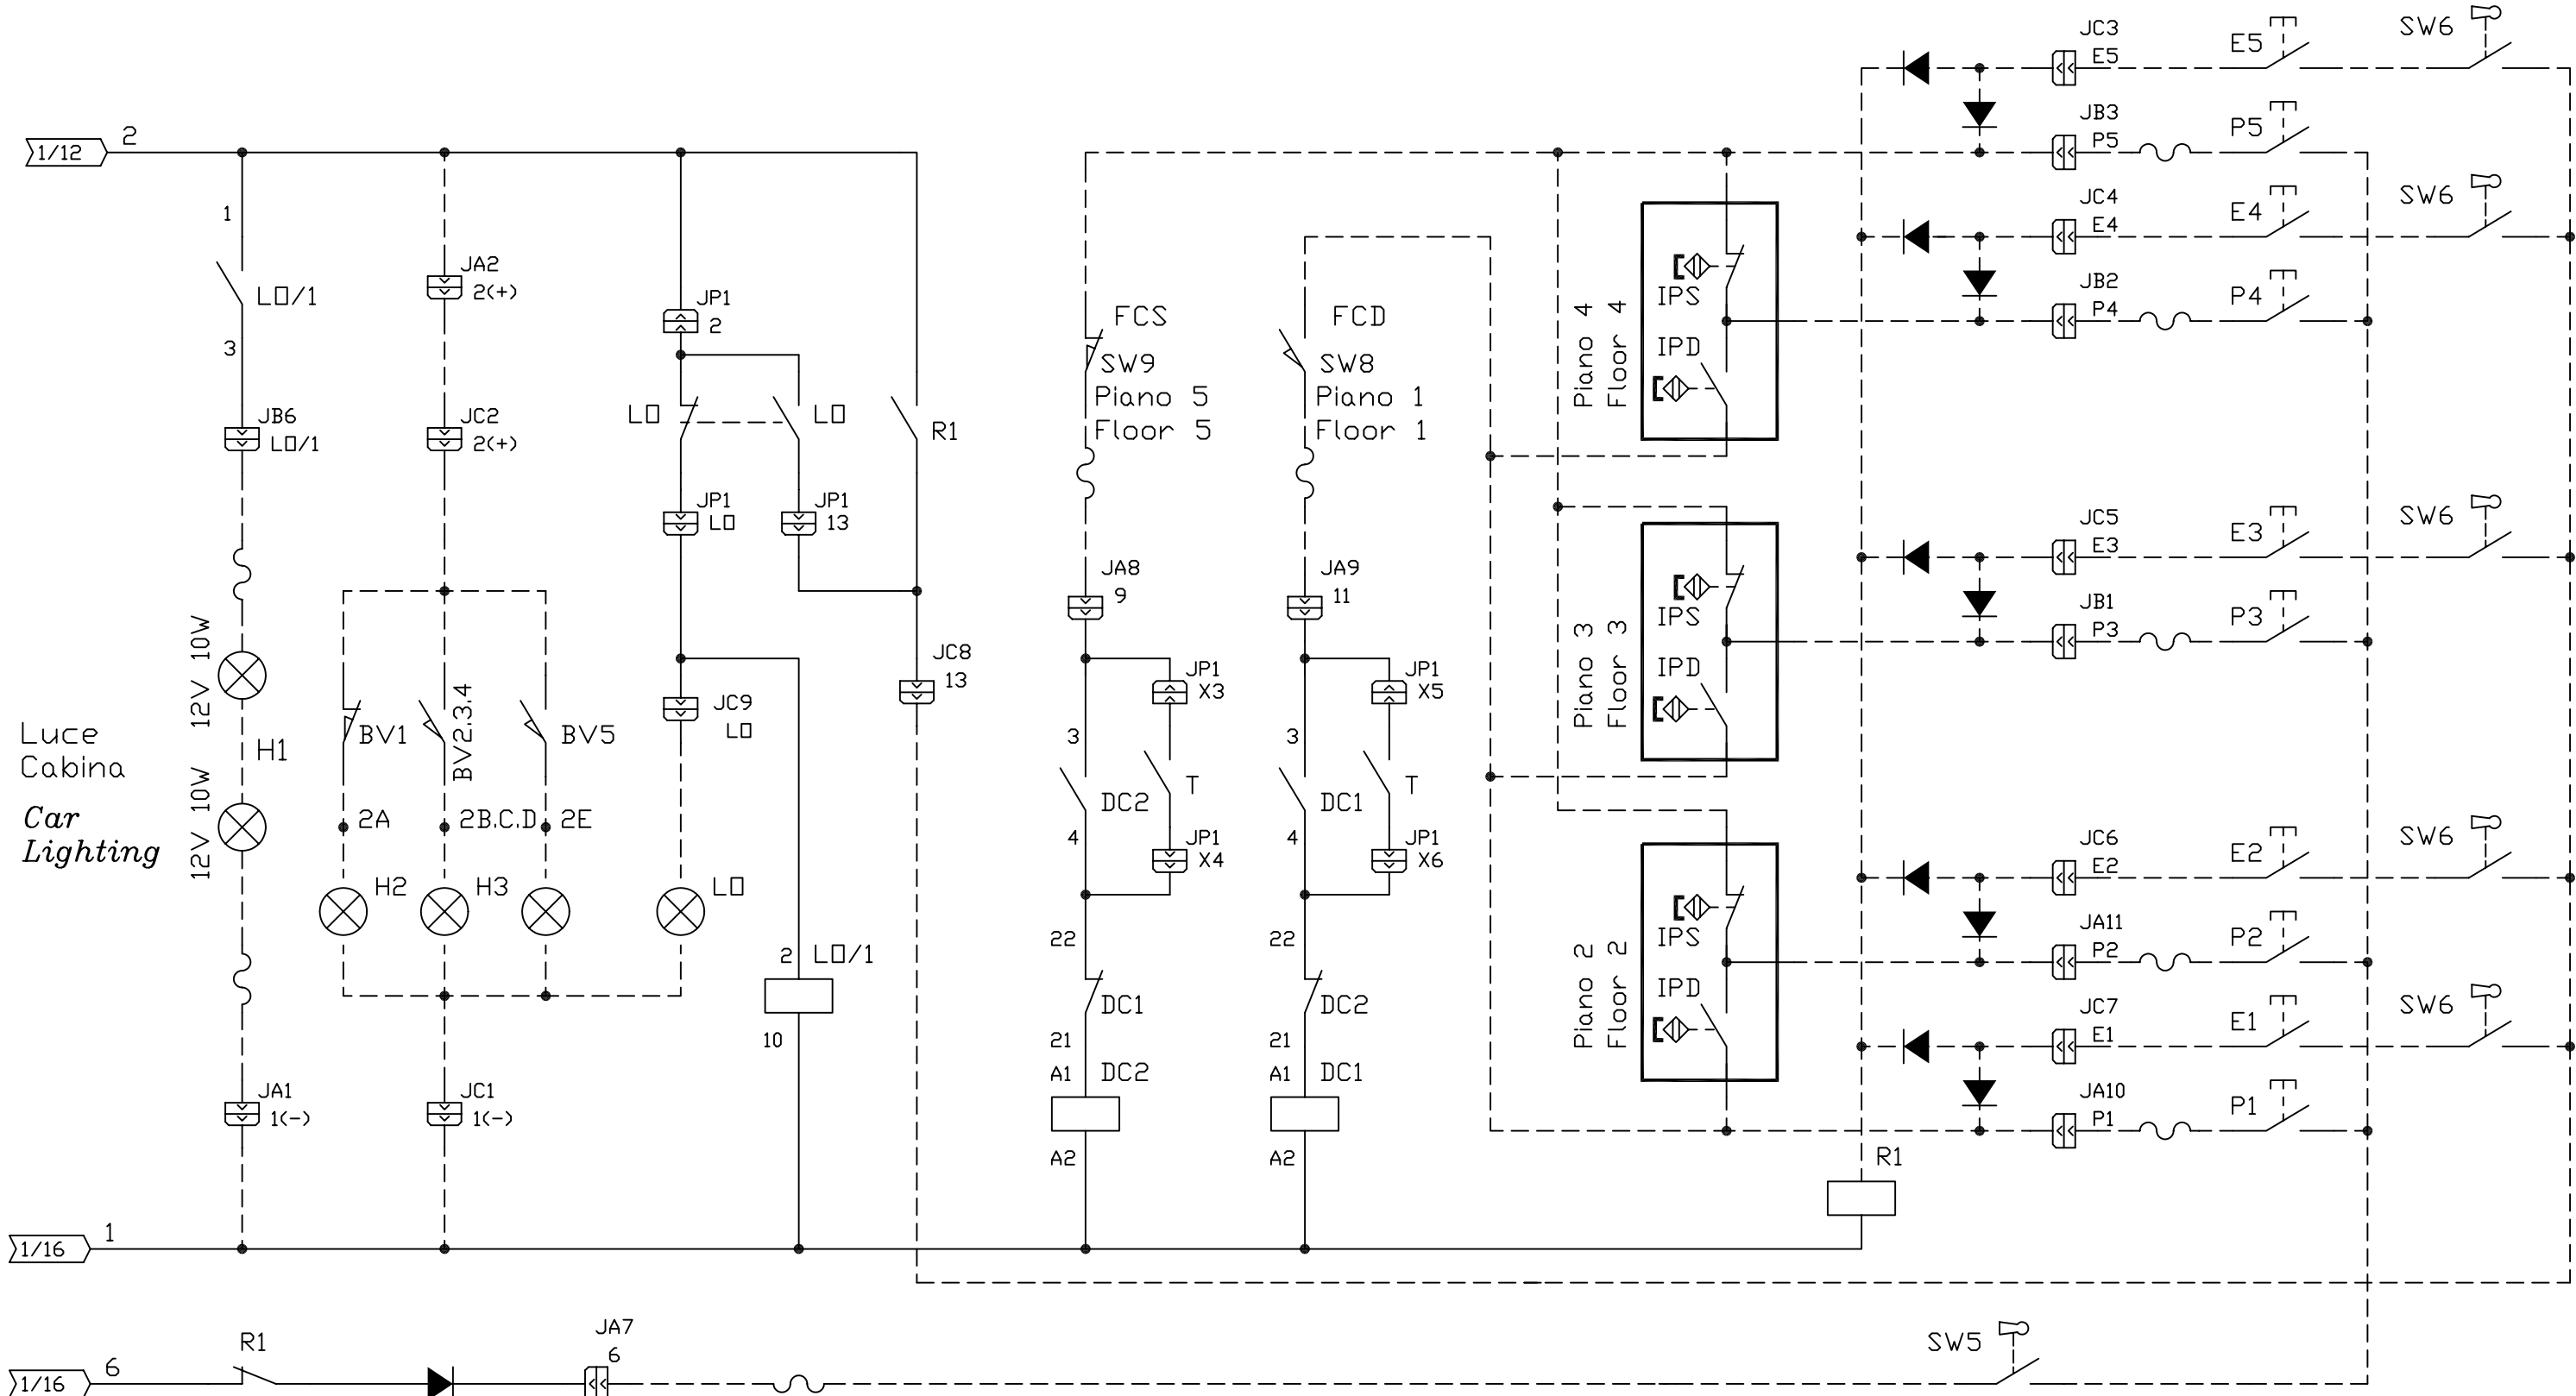 JC3
E5
E5
SW6
JB3
P5
P5
1/12
2
JC4
E4
E4
SW6
1
LO/1
3
JA2
2(+)
JP1
2
JB2
P4
P4
FCS
SW9
Piano 5
Floor 5
FCD
SW8
Piano 1
Floor 1
Piano 4
Floor 4
IPS
IPD
JB6
LO/1
JC2
2(+)
LO
LO
R1
JP1
LO
JP1
13
JC5
E3
E3
SW6
JA8
9
JA9
11
Piano 3
Floor 3
IPS
IPD
JB1
P3
P3
12V 10W
12V 10W
H1
Luce
Cabina
Car
Lighting
BV1
BV2.3.4
BV5
2A
2B.C.D
2E
H2
H3
LO
JC9
LO
JC8
13
JP1
X3
JP1
X5
3
DC2
4
T
JP1
X4
3
DC1
4
T
JP1
X6
JC6
E2
E2
SW6
2
LO/1
10
22
DC1
21
22
DC2
21
Piano 2
Floor 2
IPS
IPD
JA11
P2
P2
JC7
E1
E1
SW6
JA1
1(-)
JC1
1(-)
A1
DC2
A2
A1
DC1
A2
JA10
P1
P1
R1
1/16
1
1/16
6
R1
JA7
6
SW5